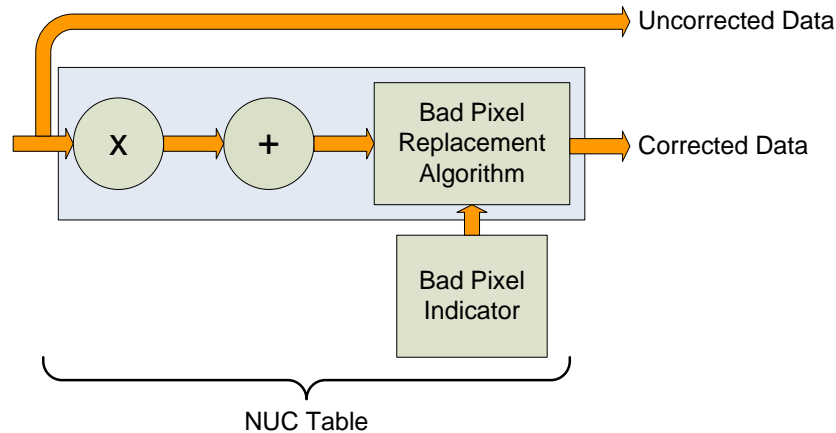 Uncorrected Data
X
+
Bad Pixel
Replacement
Algorithm
Corrected Data
Bad Pixel
Indicator
NUC Table